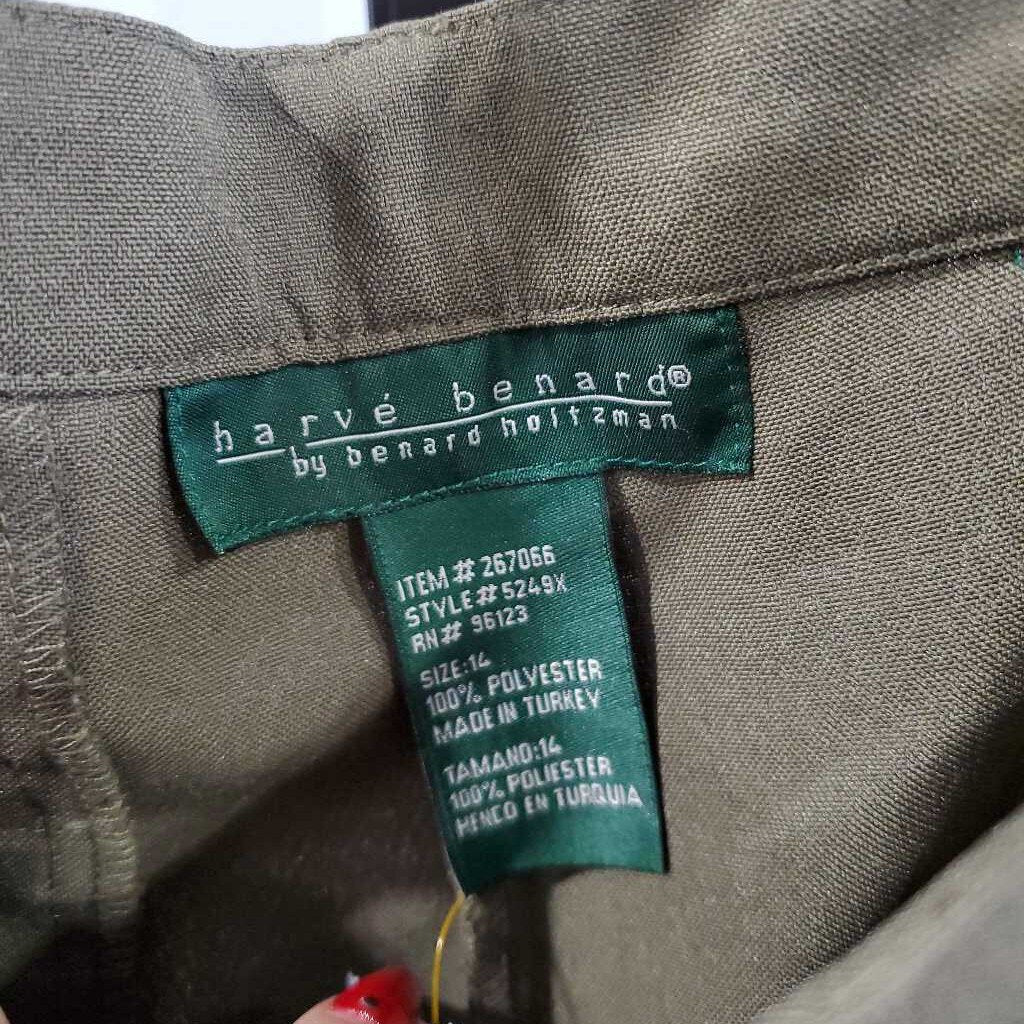 harvé benard®
by benard holtzman
ITEM # 267066
STYLE # 5249X
RN# 96123
SIZE:14
100% POLYESTER
MADE IN TURKEY
TAMANO:14
100% POLIESTER
HENCO EN TURQUIA